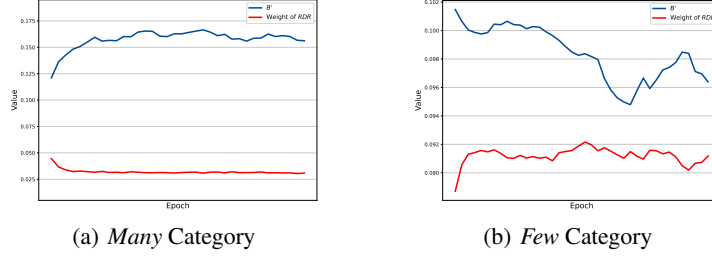 0.175
0.150
0.125
0.100
0.075
0.050
0.025
Value
Epoch
B'
Weight of RDR
(a) Many Category
0.102
0.100
0.098
0.096
0.094
0.092
0.090
Value
Epoch
B'
Weight of RDR
(b) Few Category